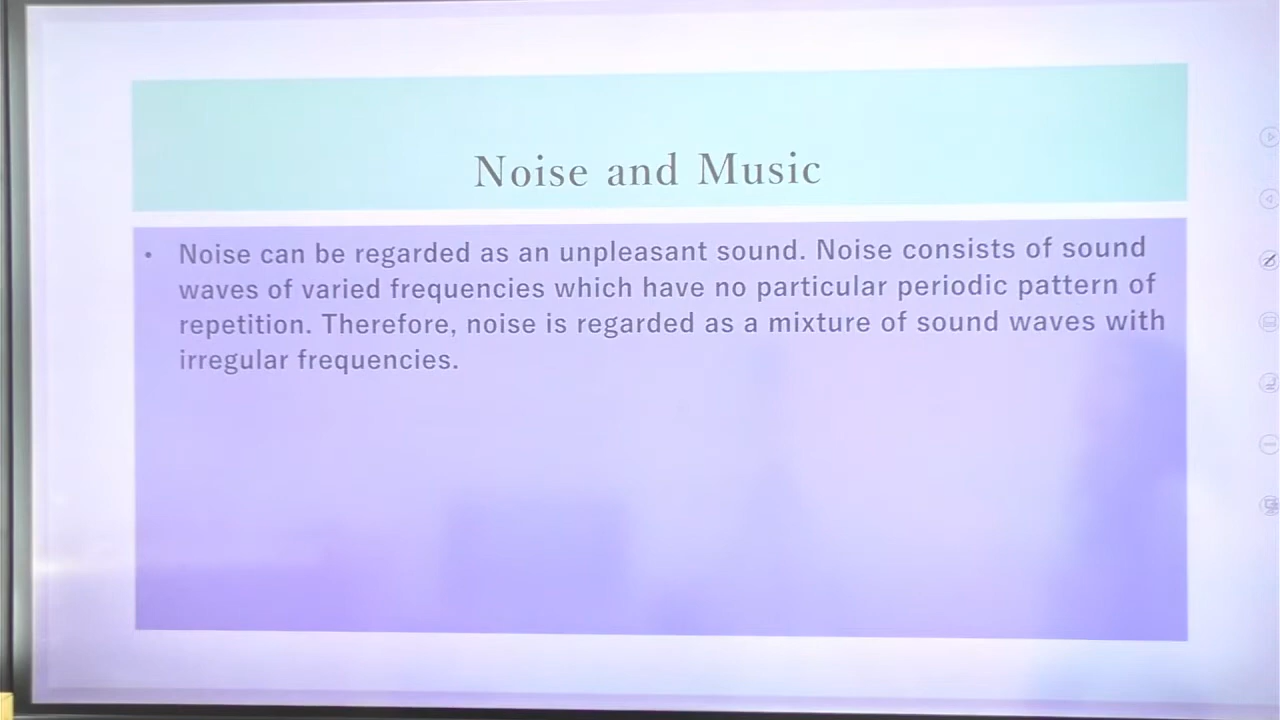 Noise and Music
• Noise can be regarded as an unpleasant sound. Noise consists of sound
waves of varied frequencies which have no particular periodic pattern of
repetition. Therefore, noise is regarded as a mixture of sound waves with
irregular frequencies.